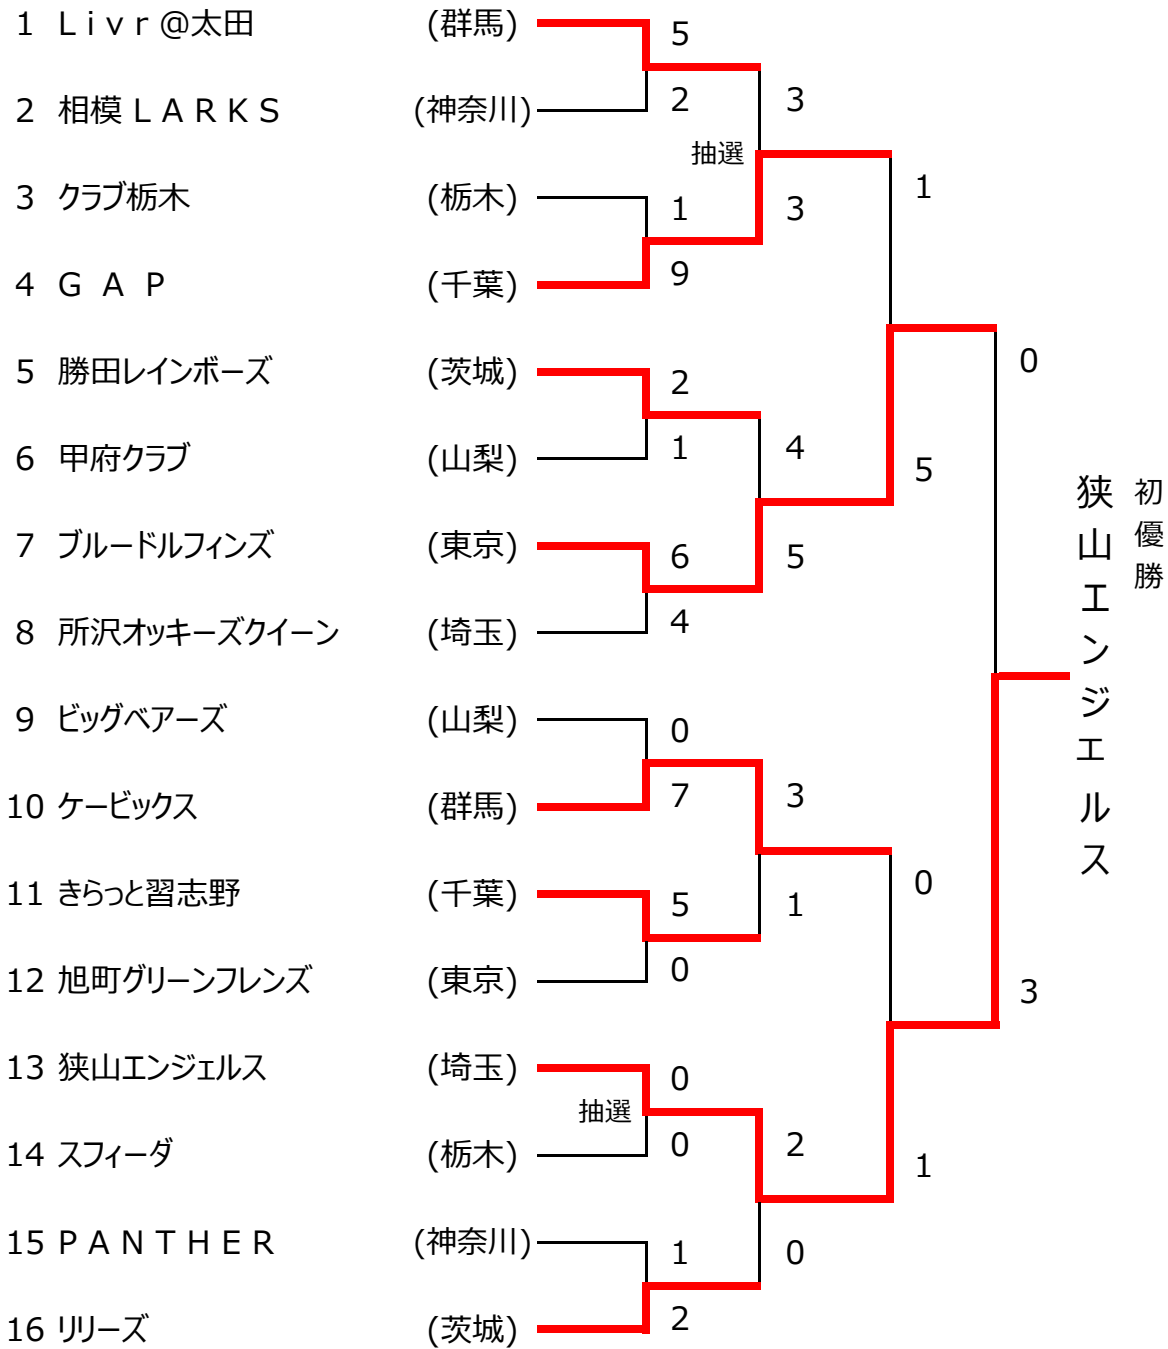 1 Ｌｉｖｒ＠太田 (群馬)
5
2 相模ＬＡＲＫＳ (神奈川)
2
3
抽選
3 クラブ栃木 (栃木)
1
3
1
4 Ｇ Ａ Ｐ (千葉)
9
5 勝田レインボーズ (茨城)
2
0
6 甲府クラブ (山梨)
1
4
5
7 ブルードルフィンズ (東京)
6
5
8 所沢オッキーズクイーン (埼玉)
4
9 ビッグベアーズ (山梨)
0
10 ケービックス (群馬)
7
3
11 きらっと習志野 (千葉)
5
1
0
12 旭町グリーンフレンズ (東京)
0
3
13 狭山エンジェルス (埼玉)
0
抽選
14 スフィーダ (栃木)
0
2
1
15 ＰＡＮＴＨＥＲ (神奈川)
1
0
16 リリーズ (茨城)
2
狭山エンジエルス
初優勝